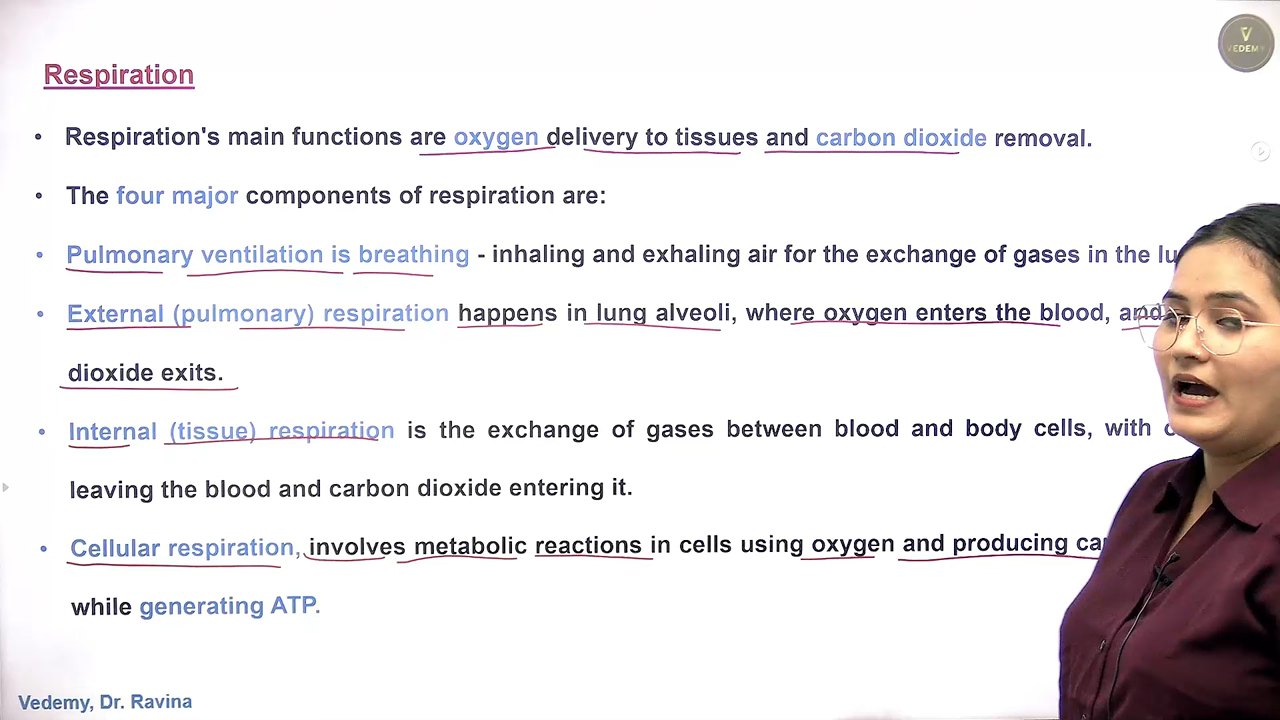 VEDEMY
Respiration
• Respiration's main functions are oxygen delivery to tissues and carbon dioxide removal.
• The four major components of respiration are:
• Pulmonary ventilation is breathing - inhaling and exhaling air for the exchange of gases in the
• External (pulmonary) respiration happens in lung alveoli, where oxygen enters the blood, and
dioxide exits.
• Internal (tissue) respiration is the exchange of gases between blood and body cells, with
leaving the blood and carbon dioxide entering it.
• Cellular respiration, involves metabolic reactions in cells using oxygen and producing
while generating ATP.
Vedemy, Dr. Ravina